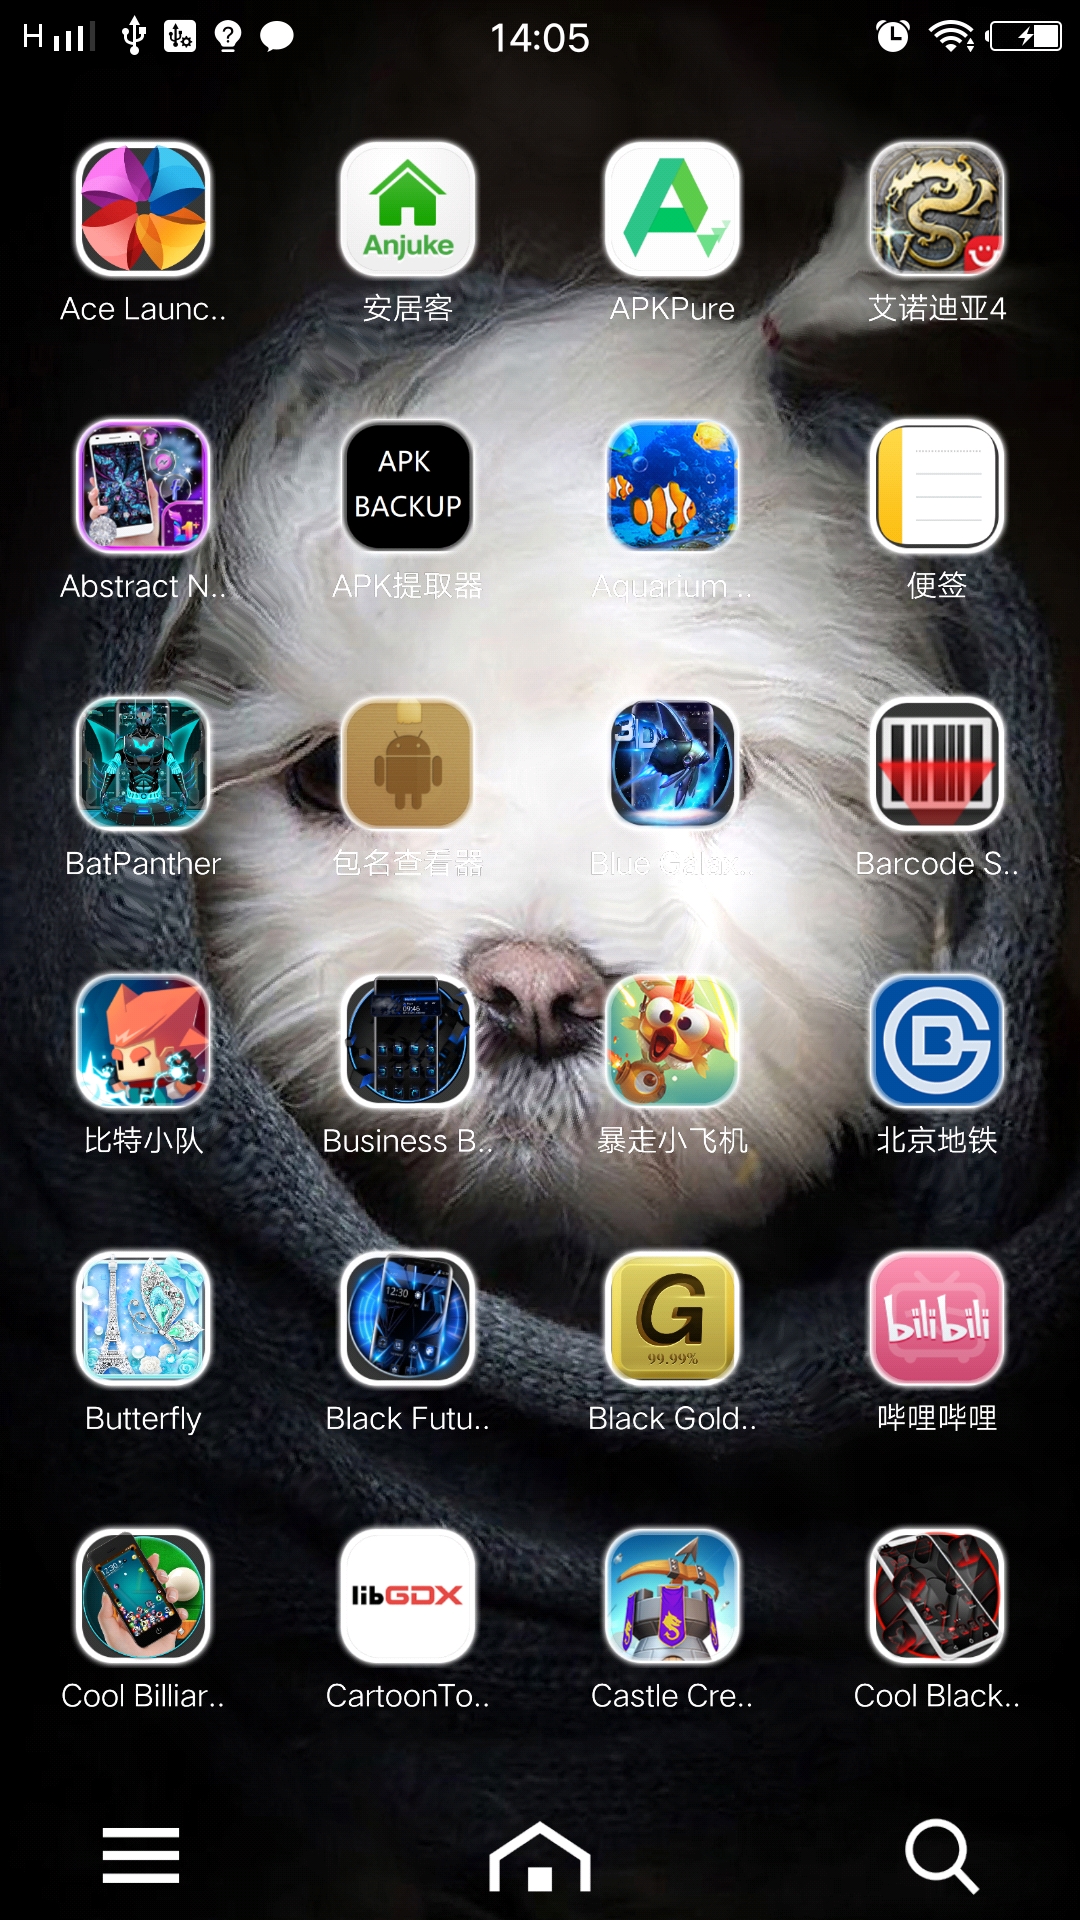 H
14:05
Anjuke
Ace Launc..
安居客
APKPure
艾诺迪亚4
APK
BACKUP
Abstract N..
APK提取器
Aquarium ..
便签
3D
BatPanther
包名查看器
Blue Galax..
Barcode S..
09:46
比特小队
Business B..
暴走小飞机
北京地铁
12:30
G
99.99%
bilibili
Butterfly
Black Futu..
Black Gold..
哔哩哔哩
libGDX
Cool Billiar..
CartoonTo..
Castle Cre..
Cool Black..